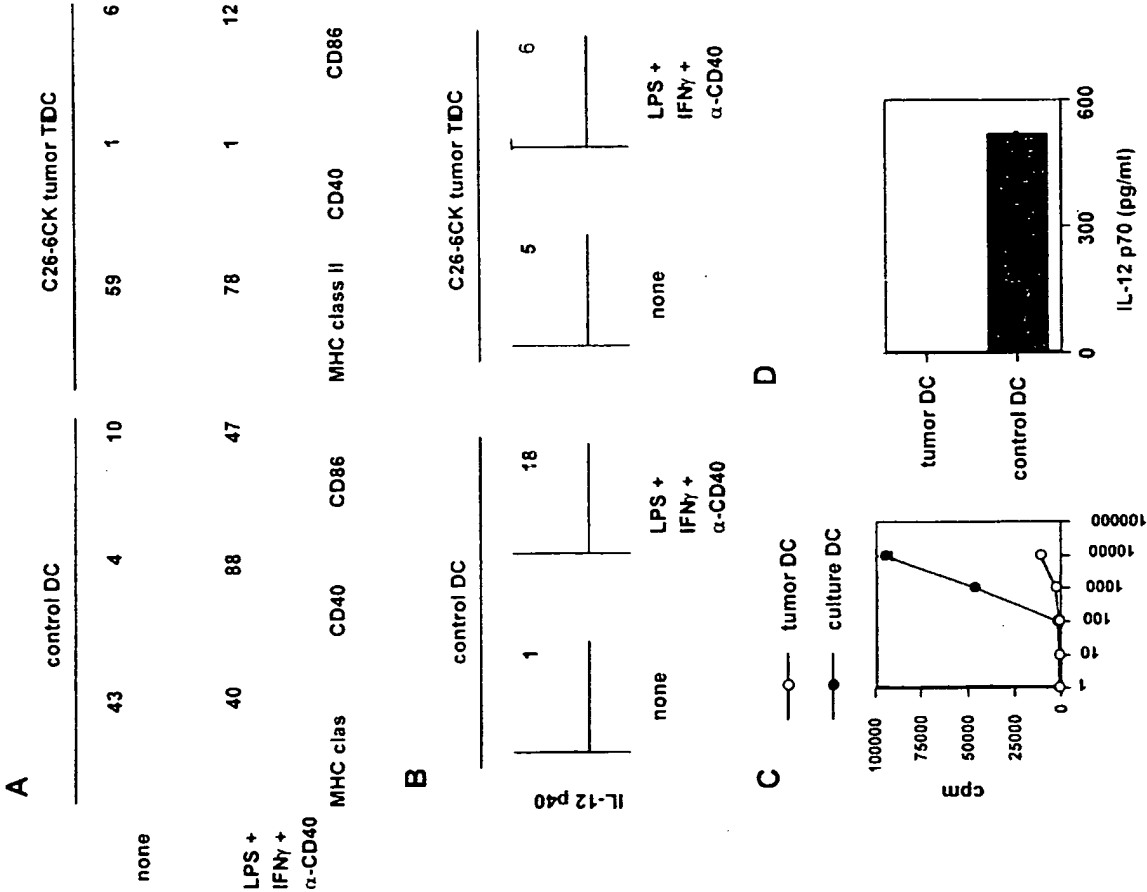 A
control DC
C26-6CK tumor TIDC
none
43
4
10
59
1
6
LPS +
IFNγ +
α-CD40
40
88
47
78
1
12
MHC clas
CD40
CD86
MHC class II
CD40
CD86
B
control DC
C26-6CK tumor TIDC
IL-12 p40
1
18
5
6
none
LPS +
IFNγ +
α-CD40
none
LPS +
IFNγ +
α-CD40
C
tumor DC
culture DC
cpm
100000
75000
50000
25000
0
1
10
100
1000
10000
100000
D
tumor DC
control DC
0
300
600
IL-12 p70 (pg/ml)